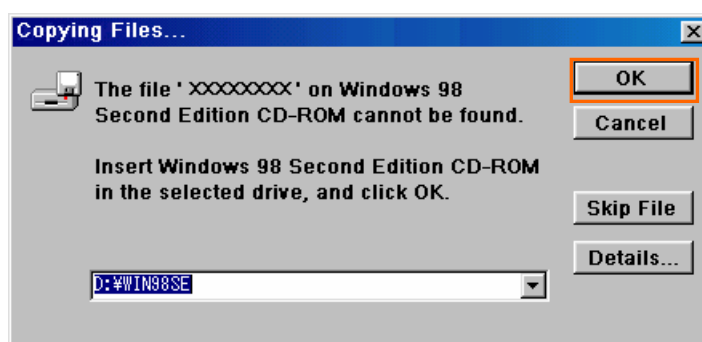 Copying Files...
The file ' XXXXXXXX ' on Windows 98
Second Edition CD-ROM cannot be found.
Insert Windows 98 Second Edition CD-ROM
in the selected drive, and click OK.
D:¥WIN98SE
OK
Cancel
Skip File
Details...